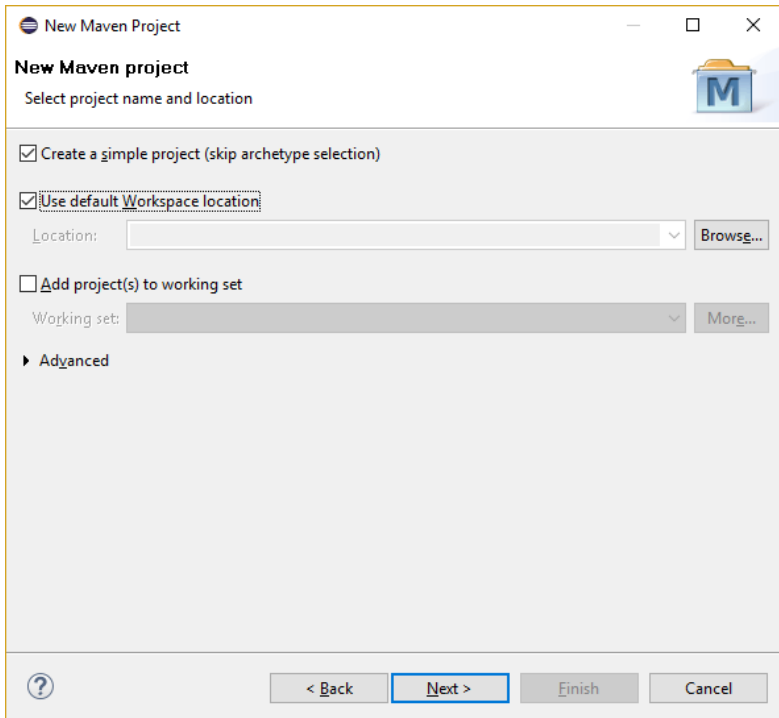 New Maven Project
New Maven project
Select project name and location
M
Create a simple project (skip archetype selection)
Use default Workspace location
Location:
Browse...
Add project(s) to working set
Working set:
More...
Advanced
?
< Back
Next >
Finish
Cancel